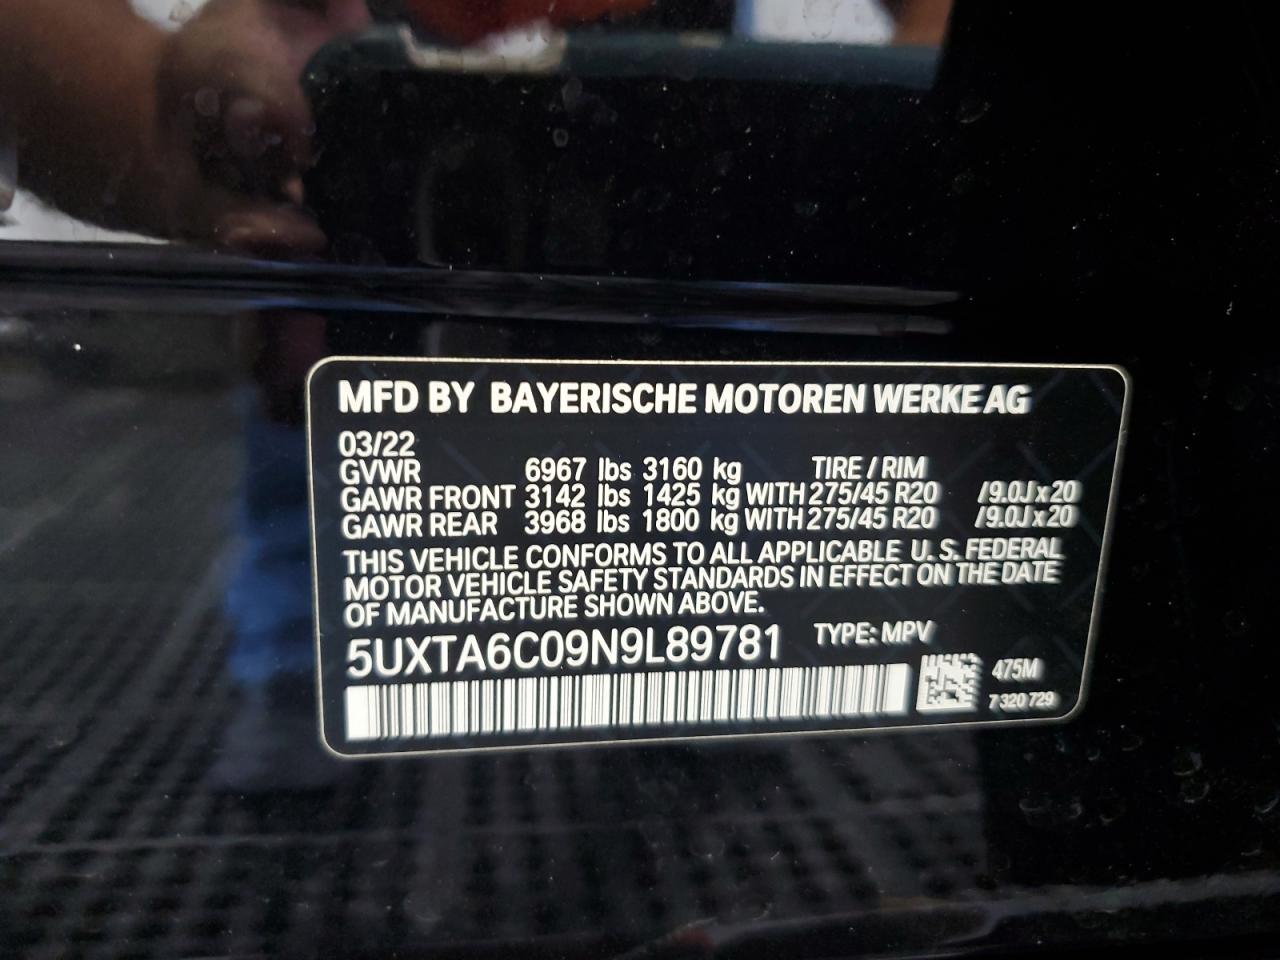 MFD BY BAYERISCHE MOTOREN WERKE AG
03/22
GVWR 6967 lbs 3160 kg TIRE / RIM
GAWR FRONT 3142 lbs 1425 kg WITH 275/45 R20 /9.0J x 20
GAWR REAR 3968 lbs 1800 kg WITH 275/45 R20 /9.0J x 20
THIS VEHICLE CONFORMS TO ALL APPLICABLE U. S. FEDERAL
MOTOR VEHICLE SAFETY STANDARDS IN EFFECT ON THE DATE
OF MANUFACTURE SHOWN ABOVE.
5UXTA6C09N9L89781 TYPE: MPV
475M
7 320 729